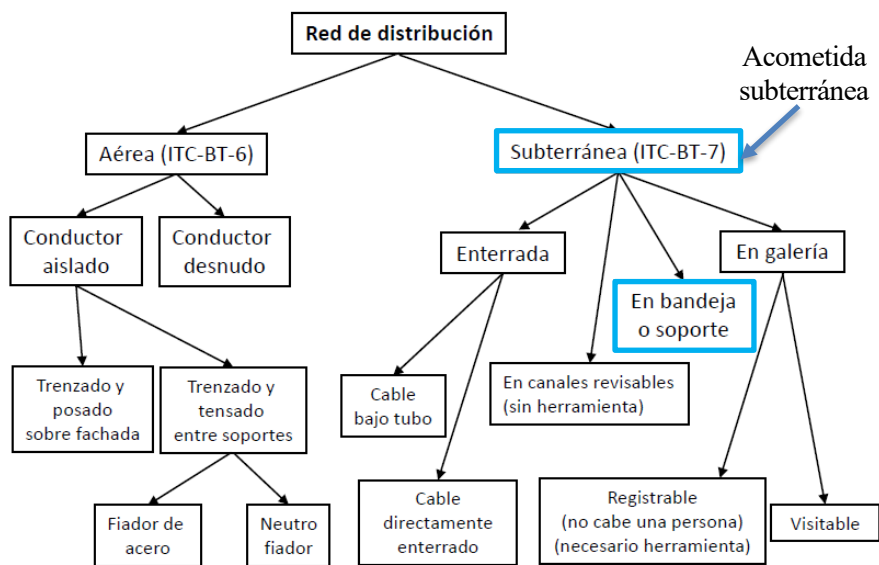 Red de distribución
Acometida
subterránea
Aérea (ITC-BT-6)
Subterránea (ITC-BT-7)
Conductor
aislado
Conductor
desnudo
Enterrada
En galería
En bandeja
o soporte
Trenzado y
posado
sobre fachada
Trenzado y
tensado
entre soportes
Cable
bajo tubo
En canales revisables
(sin herramienta)
Fiador de
acero
Neutro
fiador
Cable
directamente
enterrado
Registrable
(no cabe una persona)
(necesario herramienta)
Visitable